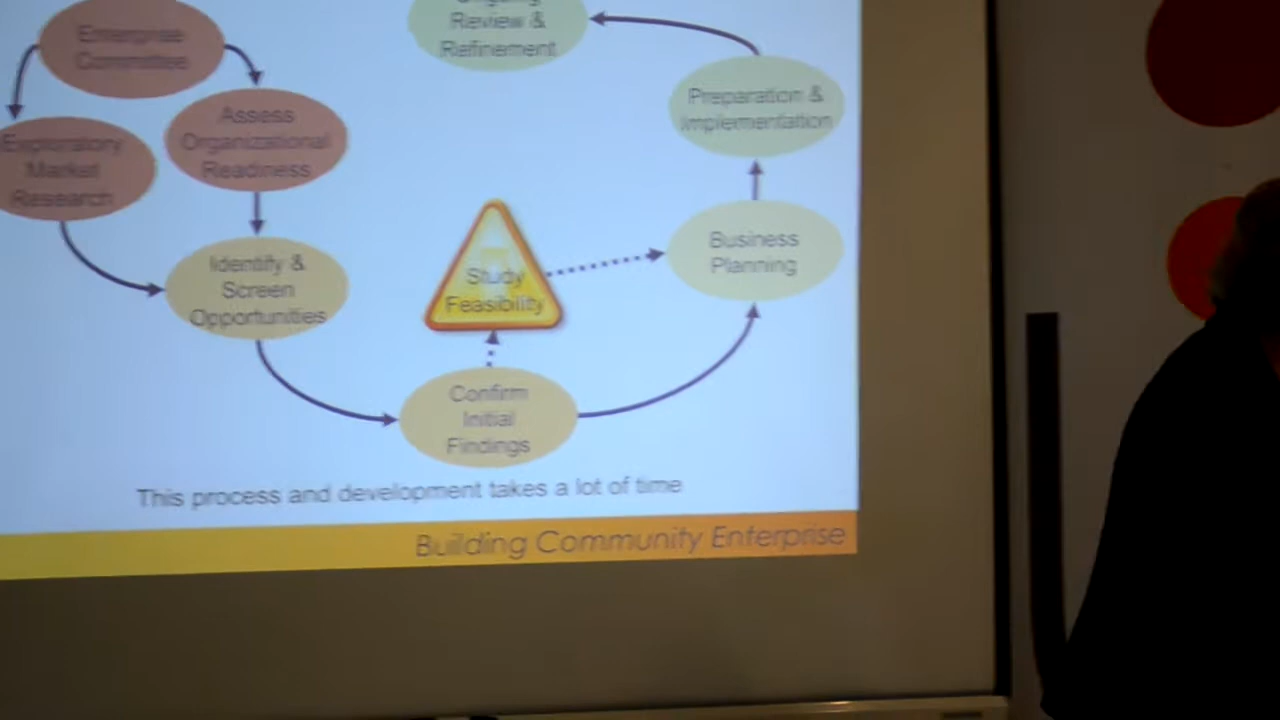 Ongoing
Review &
Refinement
Enterprise
Committee
Preparation &
Implementation
Assess
Organizational
Readiness
Exploratory
Market
Research
Business
Planning
Identify &
Screen
Opportunities
Study
Feasibility
Confirm
Initial
Findings
This process and development takes a lot of time
Building Community Enterprise